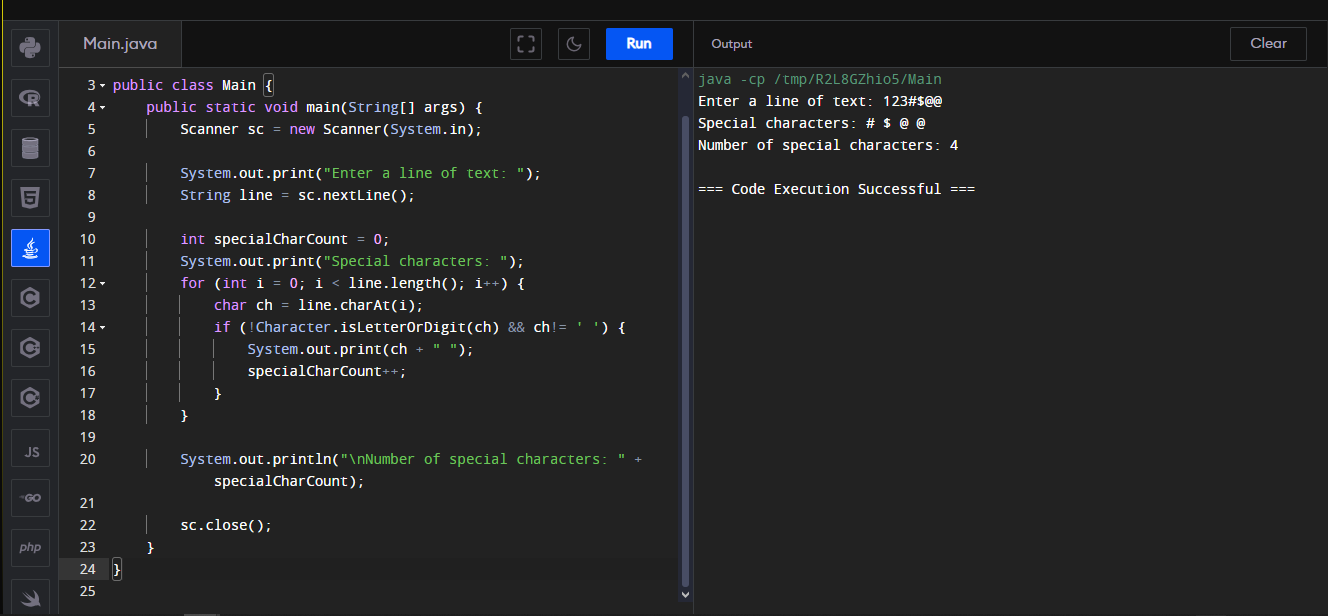 Main.java
Run
Output
Clear
3 public class Main {
4     public static void main(String[] args) {
5         Scanner sc = new Scanner(System.in);
6
7         System.out.print("Enter a line of text: ");
8         String line = sc.nextLine();
9
10         int specialCharCount = 0;
11         System.out.print("Special characters: ");
12         for (int i = 0; i < line.length(); i++) {
13             char ch = line.charAt(i);
14             if (!Character.isLetterOrDigit(ch) && ch!= ' ') {
15                 System.out.print(ch + " ");
16                 specialCharCount++;
17             }
18         }
19
20         System.out.println("\nNumber of special characters: " +
            specialCharCount);
21
22         sc.close();
23     }
24 }
25
java -cp /tmp/R2L8GZhio5/Main
Enter a line of text: 123#$@@
Special characters: # $ @ @
Number of special characters: 4

=== Code Execution Successful ===
R
5
C
C
C
JS
GO
php